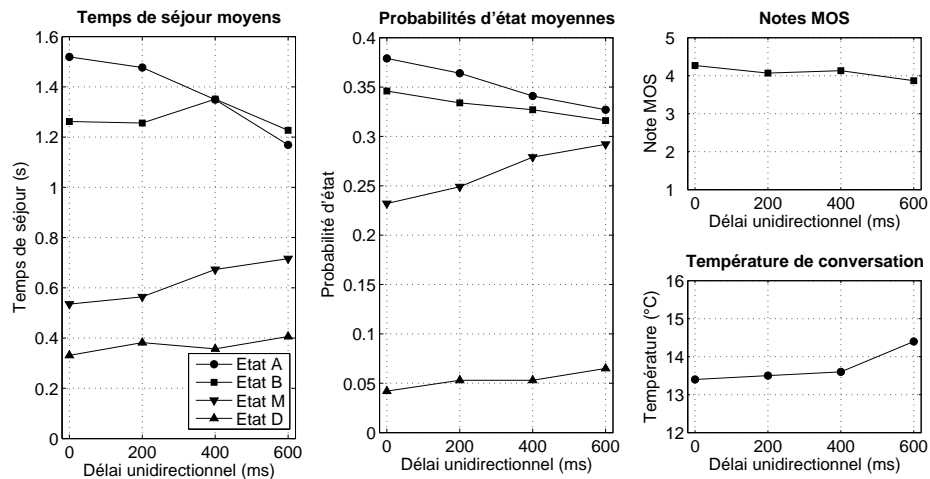 Temps de séjour moyens
1.6
1.4
1.2
1
0.8
0.6
0.4
0.2
0
Temps de séjour (s)
Etat A
Etat B
Etat M
Etat D
0 200 400 600
Délai unidirectionnel (ms)
Probabilités d’état moyennes
0.4
0.35
0.3
0.25
0.2
0.15
0.1
0.05
0
Probabilité d’état
0 200 400 600
Délai unidirectionnel (ms)
Notes MOS
5
4
3
2
1
Note MOS
0 200 400 600
Délai unidirectionnel (ms)
Température de conversation
16
15
14
13
12
Température (°C)
0 200 400 600
Délai unidirectionnel (ms)